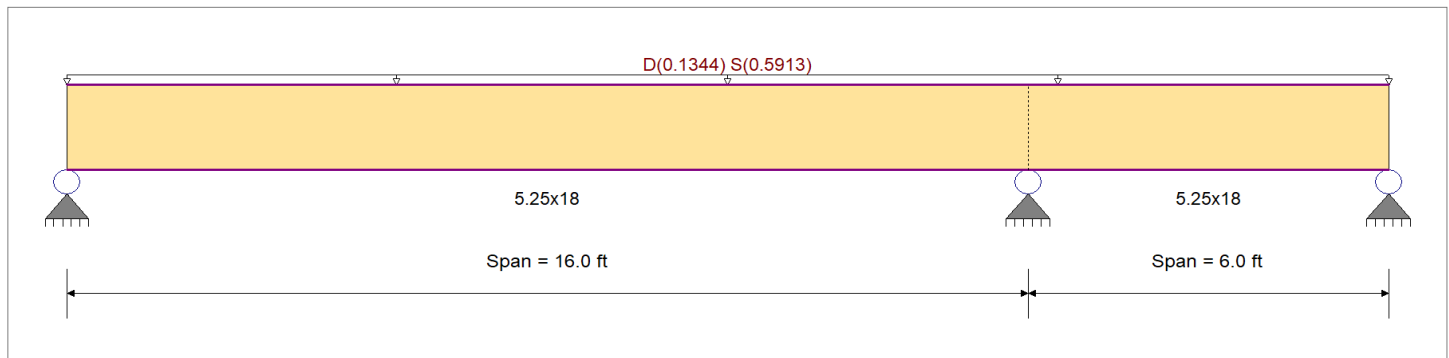 D(0.1344) S(0.5913)
5.25x18
5.25x18
Span = 16.0 ft
Span = 6.0 ft